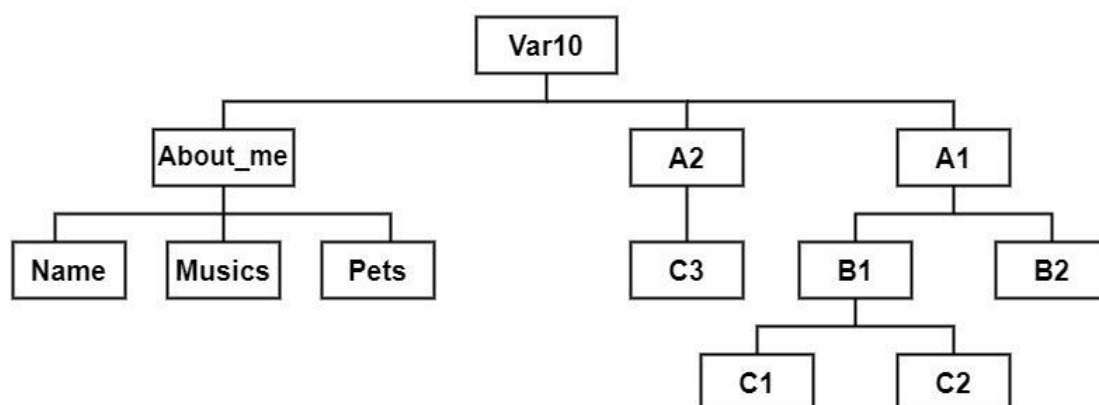 Var10
About_me
A2
A1
Name
Musics
Pets
C3
B1
B2
C1
C2